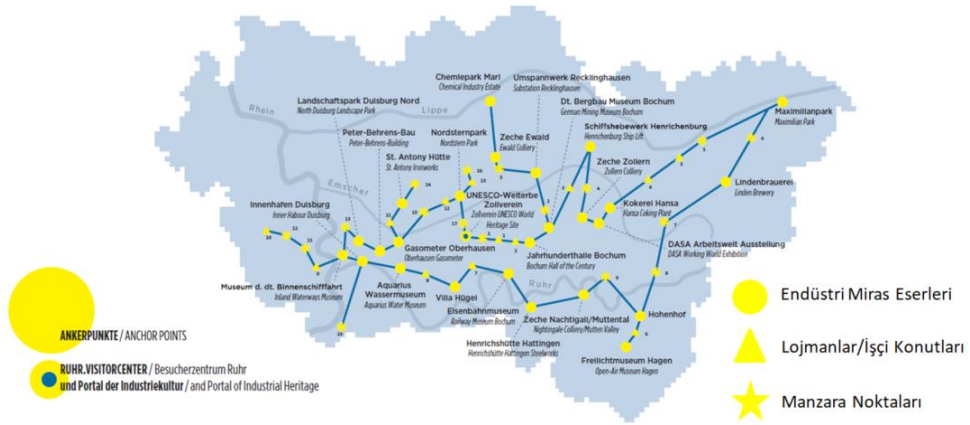 Chemiepark Marl
Chemical Industry Estate
Umspannwerk Recklinghausen
Substation Recklinghausen
Landschaftspark Duisburg Nord
North Duisburg Landscape Park
Dt. Bergbau Museum Bochum
German Mining Museum Bochum
Rhein
Lippe
Maximilianpark
Maximilian Park
Peter-Behrens-Bau
Peter-Behrens-Building
Nordsternpark
Nordstern Park
Zeche Ewald
Ewald Colliery
Schiffshebewerk Henrichenburg
Henrichenburg Ship Lift
St. Antony Hütte
St. Antony Ironworks
Zeche Zollern
Zollern Colliery
Emscher
Lindenbrauerei
Linden Brewery
UNESCO-Welterbe
Zollverein
Zollverein UNESCO World
Heritage Site
Kokerei Hansa
Hansa Coking Plant
Innenhafen Duisburg
Inner Habour Duisburg
Gasometer Oberhausen
Oberhausen Gasometer
DASA Arbeitswelt Ausstellung
DASA Working World Exhibition
Jahrhunderthalle Bochum
Bochum Hall of the Century
Museum d. dt. Binnenschifffahrt
Inland Waterways Museum
Aquarius
Wassermuseum
Aquarius Water Museum
Villa Hügel
Ruhr
Eisenbahnmuseum
Railway Museum Bochum
Zeche Nachtigall/Muttental
Nightingale Colliery/Mutten Valley
Hohenhof
Henrichshütte Hattingen
Henrichshütte Hattingen Steelworks
Freilichtmuseum Hagen
Open-Air Museum Hagen
ANKERPUNKTE / ANCHOR POINTS
RUHR.VISITORCENTER / Besucherzentrum Ruhr
und Portal der Industriekultur / and Portal of Industrial Heritage
Endüstri Miras Eserleri
Lojmanlar/İşçi Konutları
Manzara Noktaları